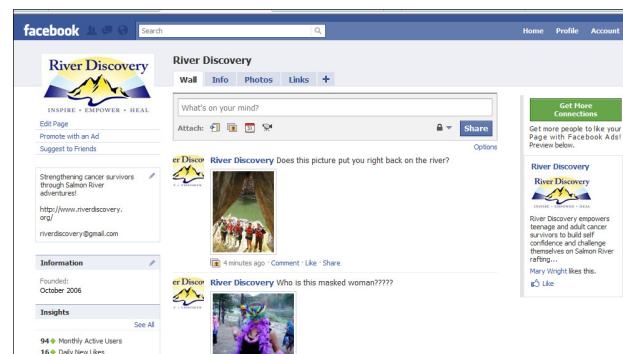 facebook
Search
Home Profile Account
River Discovery
INSPIRE • EMPOWER • HEAL
Edit Page
Promote with an Ad
Suggest to Friends
Strengthening cancer survivors
through Salmon River
adventures!
http://www.riverdiscovery.
org/
riverdiscovery@gmail.com
Information
Founded:
October 2006
Insights
See All
94 Monthly Active Users
16 Daily New Likes
River Discovery
Wall Info Photos Links +
What's on your mind?
Attach:
31
Share
Options
er Discov
River Discovery Does this picture put you right back on the river?
4 minutes ago · Comment · Like · Share
er Discov
River Discovery Who is this masked woman?????
Get More
Connections
Get more people to like your
Page with Facebook Ads!
Preview below.
River Discovery
River Discovery
INSPIRE • EMPOWER • HEAL
River Discovery empowers
teenage and adult cancer
survivors to build self
confidence and challenge
themselves on Salmon River
rafting...
Mary Wright likes this.
Like